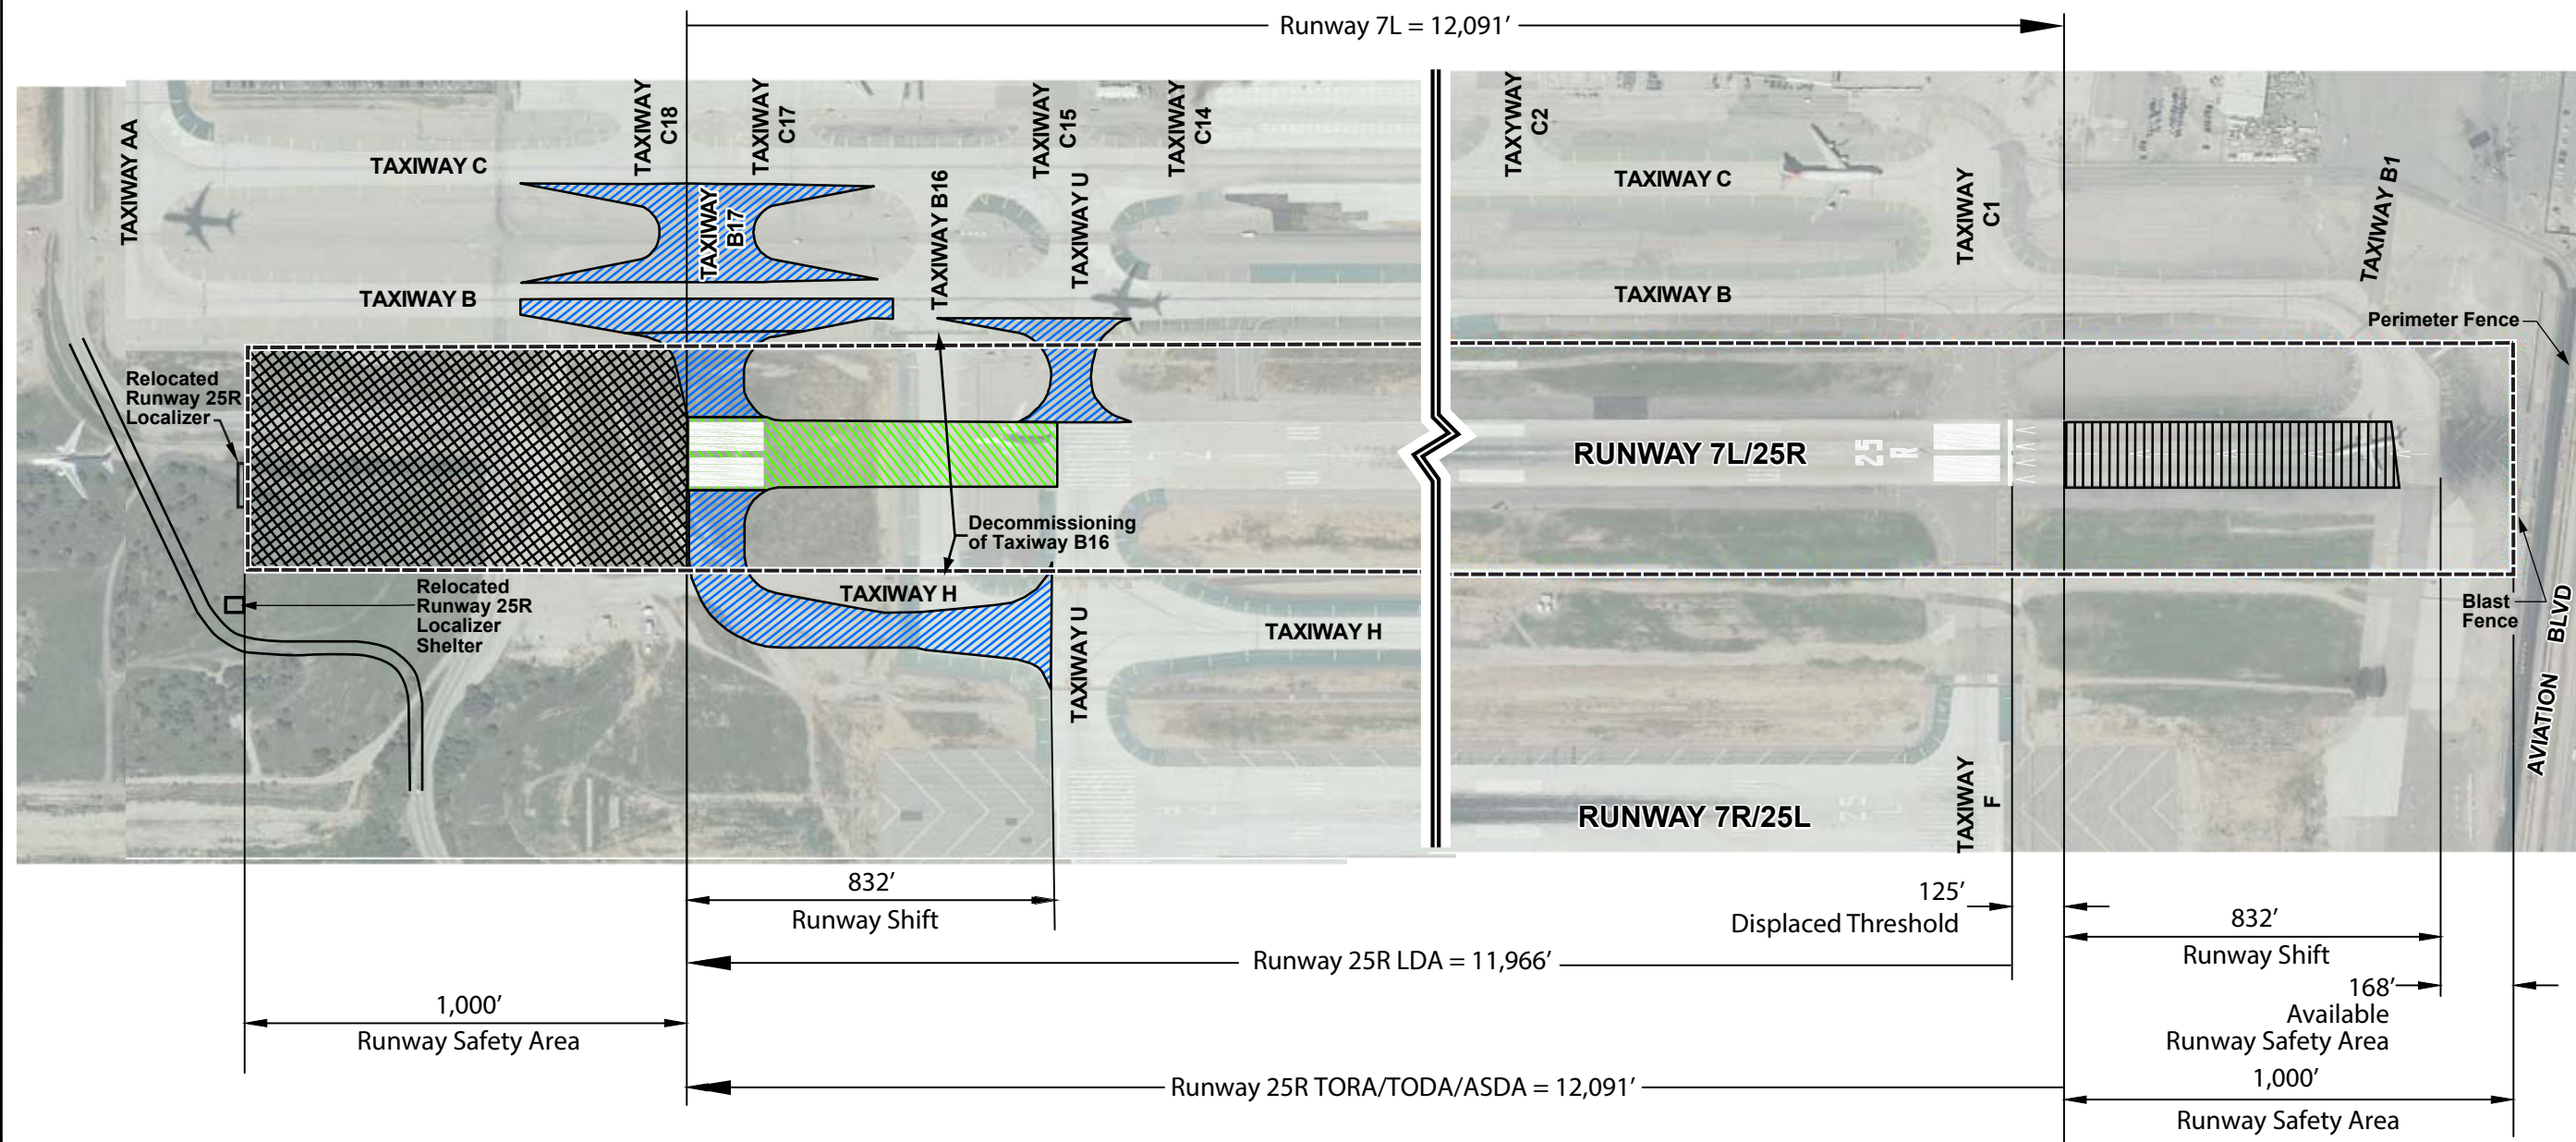 Runway 7L = 12,091’
TAXIWAY AA
TAXIWAY C
TAXIWAY
C18
TAXIWAY
C17
TAXIWAY
B17
TAXIWAY B16
TAXIWAY
C15
TAXIWAY U
TAXIWAY
C14
TAXYWAY
C2
TAXIWAY C
TAXIWAY
C1
TAXIWAY B1
TAXIWAY B
TAXIWAY B
Perimeter Fence
Relocated
Runway 25R
Localizer
RUNWAY 7L/25R
25
R
Decommissioning
of Taxiway B16
Relocated
Runway 25R
Localizer
Shelter
TAXIWAY H
TAXIWAY U
TAXIWAY H
Blast
Fence
AVIATION BLVD
RUNWAY 7R/25L
TAXIWAY
F
832’
Runway Shift
125’
Displaced Threshold
832’
Runway Shift
Runway 25R LDA = 11,966’
168’
Available
Runway Safety Area
1,000’
Runway Safety Area
Runway 25R TORA/TODA/ASDA = 12,091’
1,000’
Runway Safety Area